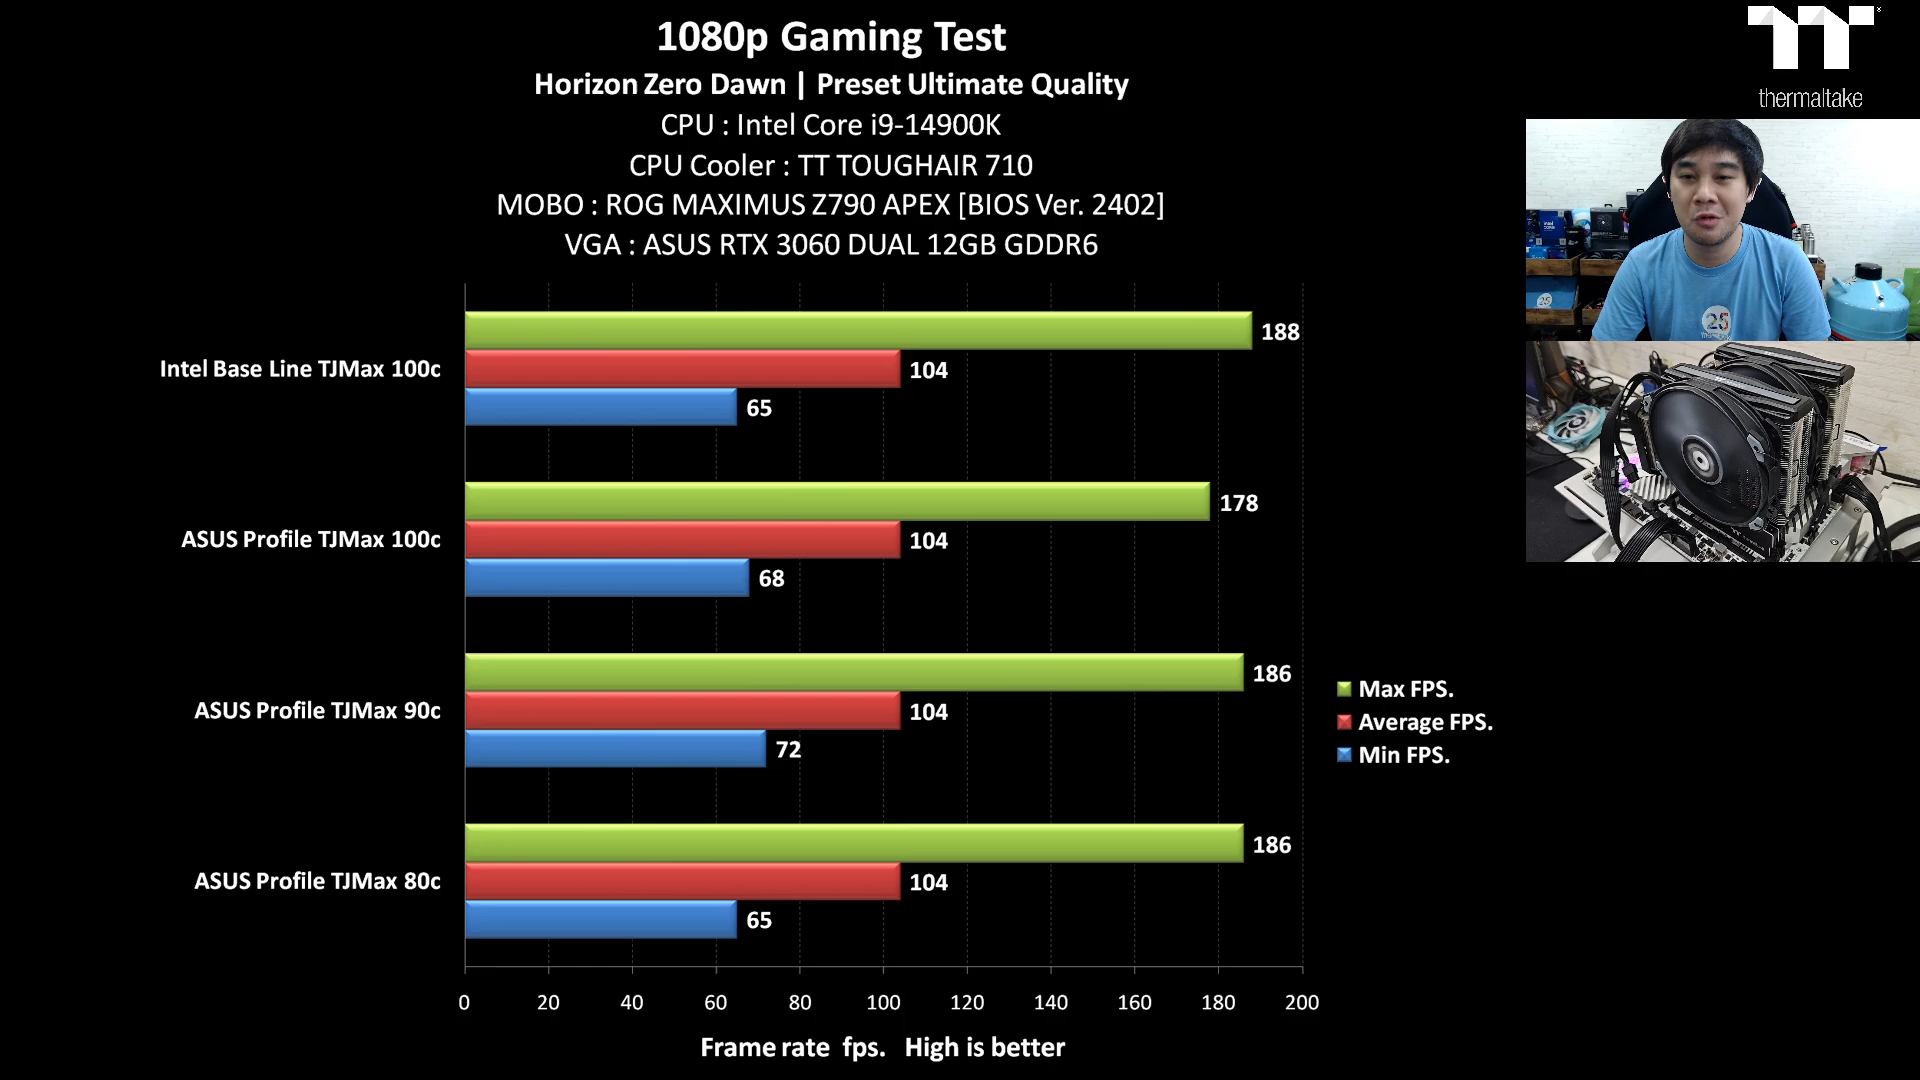 1080p Gaming Test
Horizon Zero Dawn | Preset Ultimate Quality
CPU : Intel Core i9-14900K
CPU Cooler : TT TOUGHAIR 710
MOBO : ROG MAXIMUS Z790 APEX [BIOS Ver. 2402]
VGA : ASUS RTX 3060 DUAL 12GB GDDR6
thermaltake
25
Intel Base Line TJMax 100c
188
104
65
ASUS Profile TJMax 100c
178
104
68
ASUS Profile TJMax 90c
186
104
72
ASUS Profile TJMax 80c
186
104
65
Max FPS.
Average FPS.
Min FPS.
0 20 40 60 80 100 120 140 160 180 200
Frame rate fps. High is better